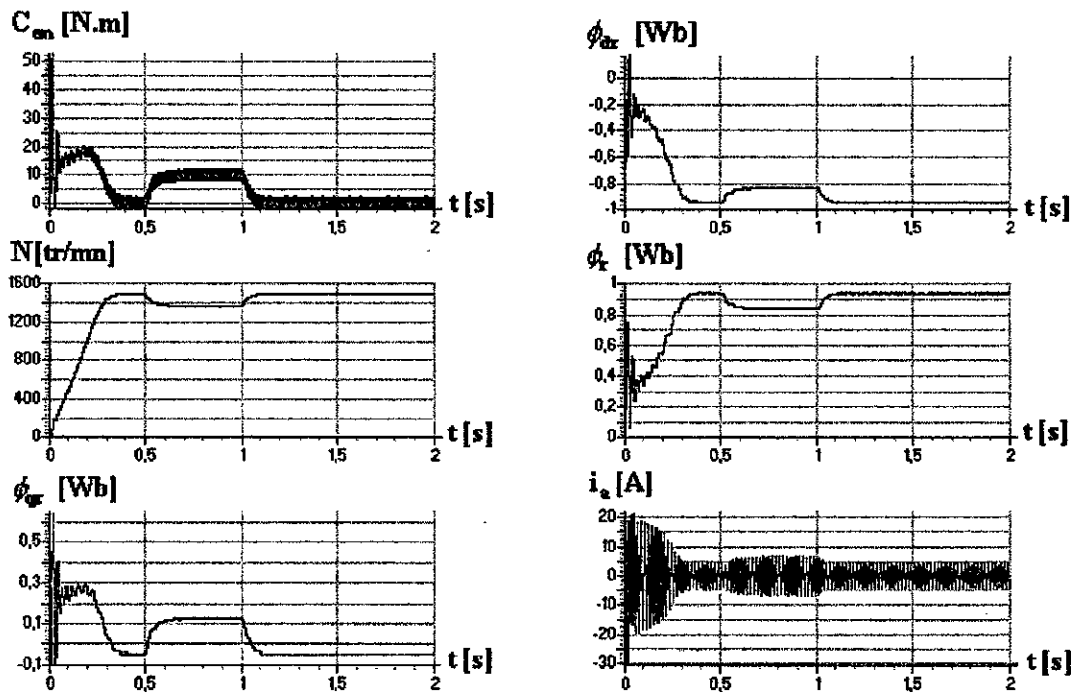 C_em [N.m]
50
40
30
20
10
0
0 0,5 1 1,5 2 t [s]
ϕ_dr [Wb]
0
-0,2
-0,4
-0,6
-0,8
-1
0 0,5 1 1,5 2 t [s]
N[tr/mn]
1600
1200
800
400
0
0 0,5 1 1,5 2 t [s]
ϕ_r [Wb]
1
0,8
0,6
0,4
0,2
0
0 0,5 1 1,5 2 t [s]
ϕ_qr [Wb]
0,5
0,3
0,1
-0,1
0 0,5 1 1,5 2 t [s]
i_a [A]
20
10
0
-10
-20
-30
0 0,5 1 1,5 2 t [s]